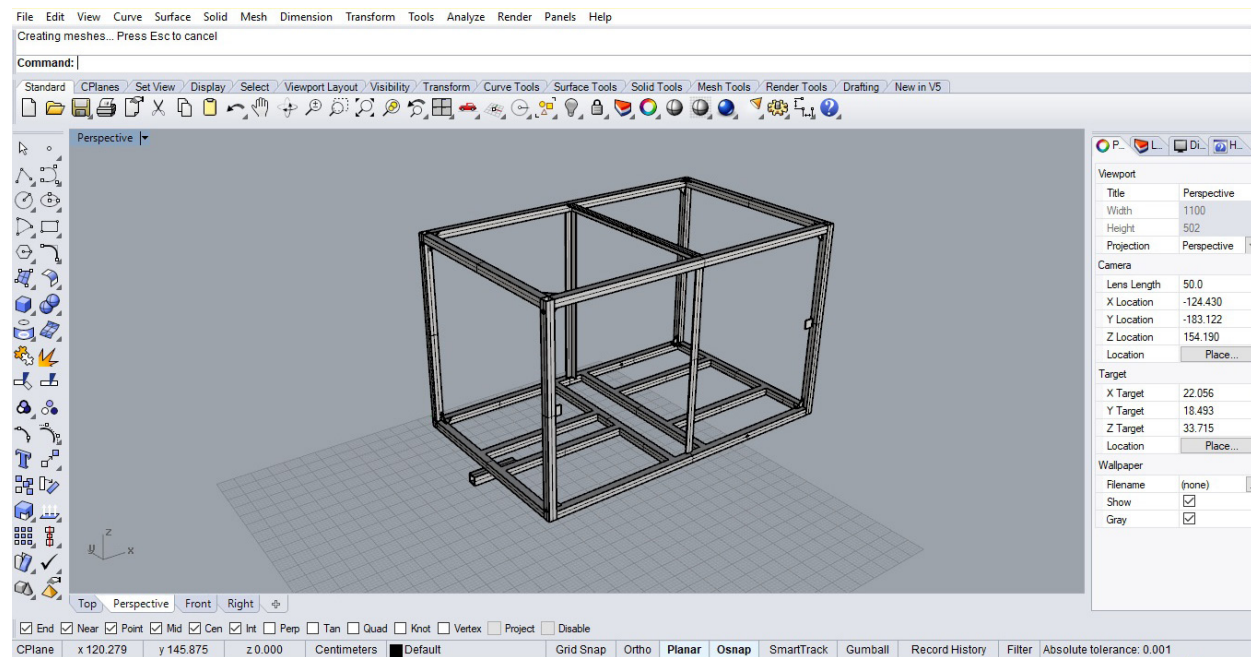 File Edit View Curve Surface Solid Mesh Dimension Transform Tools Analyze Render Panels Help
Creating meshes... Press Esc to cancel
Command:
Standard CPlanes Set View Display Select Viewport Layout Visibility Transform Curve Tools Surface Tools Solid Tools Mesh Tools Render Tools Drafting New in V5
Perspective
P... L... Di... H...
Viewport
Title Perspective
Width 1100
Height 502
Projection Perspective
Camera
Lens Length 50.0
X Location -124.430
Y Location -183.122
Z Location 154.190
Location Place...
Target
X Target 22.056
Y Target 18.493
Z Target 33.715
Location Place...
Wallpaper
Filename (none)
Show
Gray
z
y x
Top Perspective Front Right
End Near Point Mid Cen Int Perp Tan Quad Knot Vertex Project Disable
CPlane x 120.279 y 145.875 z 0.000 Centimeters Default Grid Snap Ortho Planar Osnap SmartTrack Gumball Record History Filter Absolute tolerance: 0.001